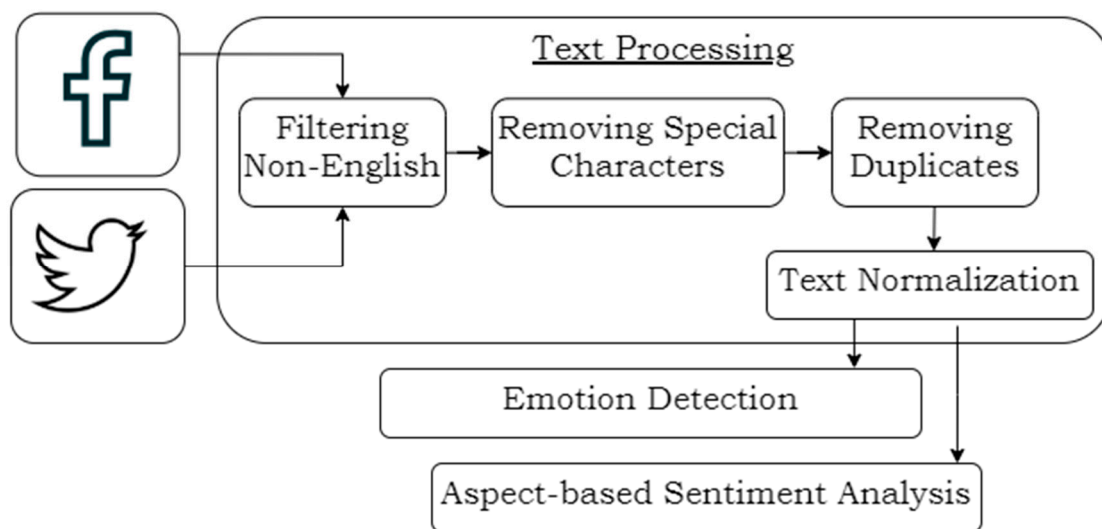 Text Processing
Filtering
Non-English
Removing Special
Characters
Removing
Duplicates
Text Normalization
Emotion Detection
Aspect-based Sentiment Analysis